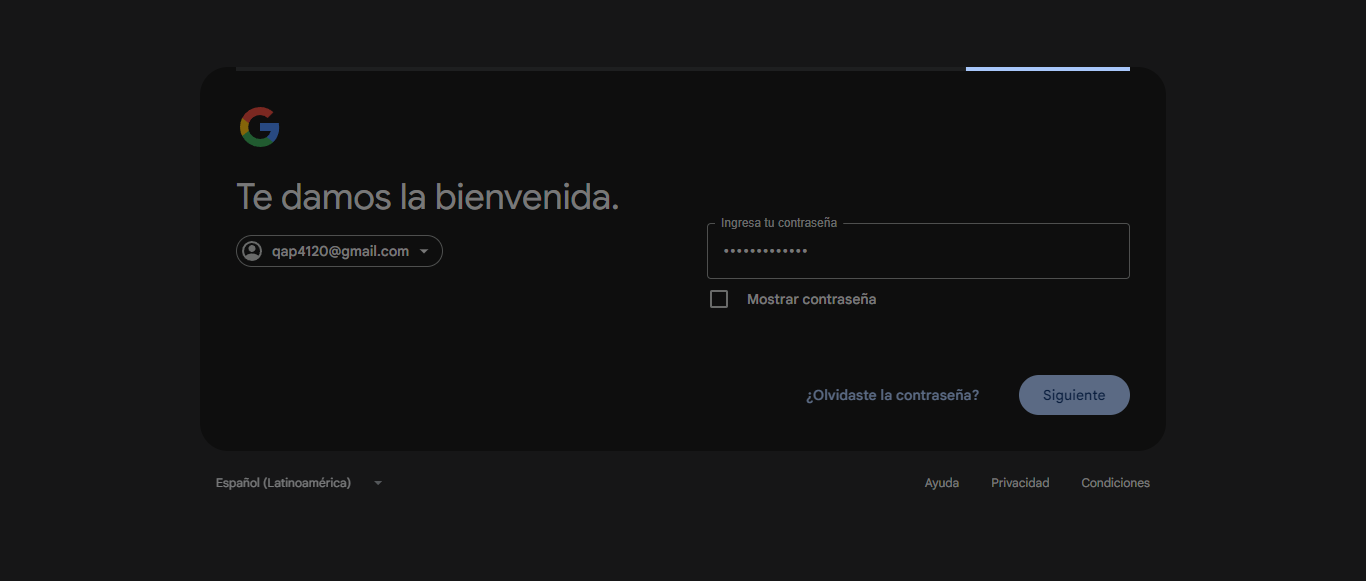 Te damos la bienvenida.
qap4120@gmail.com
Ingresa tu contraseña
•••••••••••••
Mostrar contraseña
¿Olvidaste la contraseña?
Siguiente
Español (Latinoamérica)
Ayuda
Privacidad
Condiciones